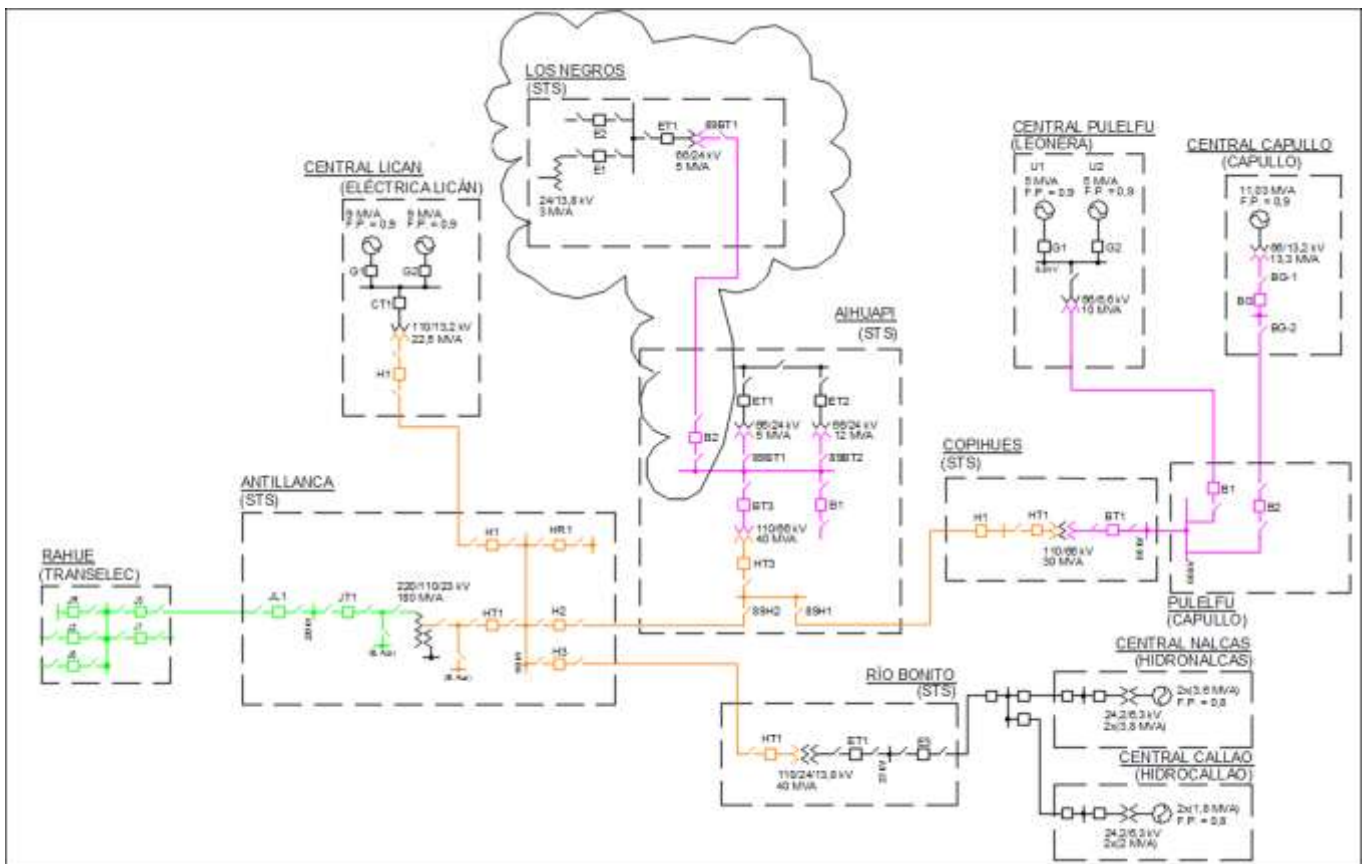 LOS NEGROS
(STS)
E2
E1
ET1
89BT1
66/24 kV
5 MVA
24/13,8 kV
3 MVA
CENTRAL LICAN
(ELÉCTRICA LICÁN)
9 MVA
F.P. = 0,9
9 MVA
F.P. = 0,9
G1
G2
CT1
110/13,2 kV
H1
CENTRAL PULELFU
(LEONERA)
U1
U2
5 MVA
F.P. = 0,9
5 MVA
F.P. = 0,9
G1
G2
66/6,6 kV
10 MVA
CENTRAL CAPULLO
(CAPULLO)
11,03 MVA
F.P. = 0,9
66/13,2 kV
13,3 MVA
BG-1
BG
BG-2
AIHUAPI
(STS)
ET1
ET2
66/24 kV
5 MVA
66/24 kV
12 MVA
B2
89BT1
89BT2
BT3
B1
110/66 kV
40 MVA
HT3
89H2
89H1
COPIHUES
(STS)
H1
HT1
BT1
110/66 kV
30 MVA
B1
B2
PULELFU
(CAPULLO)
ANTILLANCA
(STS)
H1
HR1
220/110/23 kV
JL1
JT1
HT1
H2
H3
RAHUE
(TRANSELEC)
RÍO BONITO
(STS)
HT1
ET1
E3
110/24/13,8 kV
40 MVA
CENTRAL NALCAS
(HIDRONALCAS)
2x(3,6 MVA)
F.P. = 0,8
24,2/6,3 kV
2x(3,8 MVA)
CENTRAL CALLAO
(HIDROCALLAO)
2x(1,8 MVA)
F.P. = 0,8
24,2/6,3 kV
2x(2 MVA)